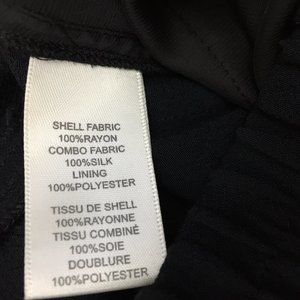 SHELL FABRIC
100%RAYON
COMBO FABRIC
100%SILK
LINING
100%POLYESTER
TISSU DE SHELL
100%RAYONNE
TISSU COMBINÉ
100%SOIE
DOUBLURE
100%POLYESTER